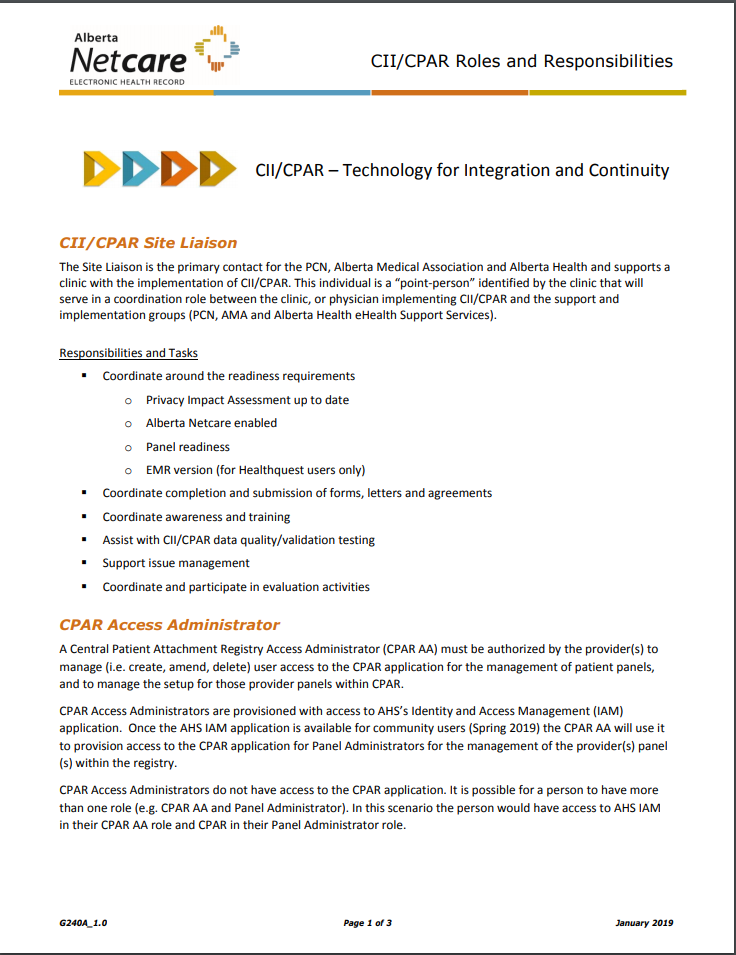 Alberta
Netcare
ELECTRONIC HEALTH RECORD
CII/CPAR Roles and Responsibilities
CII/CPAR – Technology for Integration and Continuity
CII/CPAR Site Liaison
The Site Liaison is the primary contact for the PCN, Alberta Medical Association and Alberta Health and supports a
clinic with the implementation of CII/CPAR. This individual is a “point-person” identified by the clinic that will
serve in a coordination role between the clinic, or physician implementing CII/CPAR and the support and
implementation groups (PCN, AMA and Alberta Health eHealth Support Services).
Responsibilities and Tasks
▪ Coordinate around the readiness requirements
o Privacy Impact Assessment up to date
o Alberta Netcare enabled
o Panel readiness
o EMR version (for Healthquest users only)
▪ Coordinate completion and submission of forms, letters and agreements
▪ Coordinate awareness and training
▪ Assist with CII/CPAR data quality/validation testing
▪ Support issue management
▪ Coordinate and participate in evaluation activities
CPAR Access Administrator
A Central Patient Attachment Registry Access Administrator (CPAR AA) must be authorized by the provider(s) to
manage (i.e. create, amend, delete) user access to the CPAR application for the management of patient panels,
and to manage the setup for those provider panels within CPAR.
CPAR Access Administrators are provisioned with access to AHS’s Identity and Access Management (IAM)
application.  Once the AHS IAM application is available for community users (Spring 2019) the CPAR AA will use it
to provision access to the CPAR application for Panel Administrators for the management of the provider(s) panel
(s) within the registry.
CPAR Access Administrators do not have access to the CPAR application. It is possible for a person to have more
than one role (e.g. CPAR AA and Panel Administrator). In this scenario the person would have access to AHS IAM
in their CPAR AA role and CPAR in their Panel Administrator role.
G240A_1.0
Page 1 of 3
January 2019